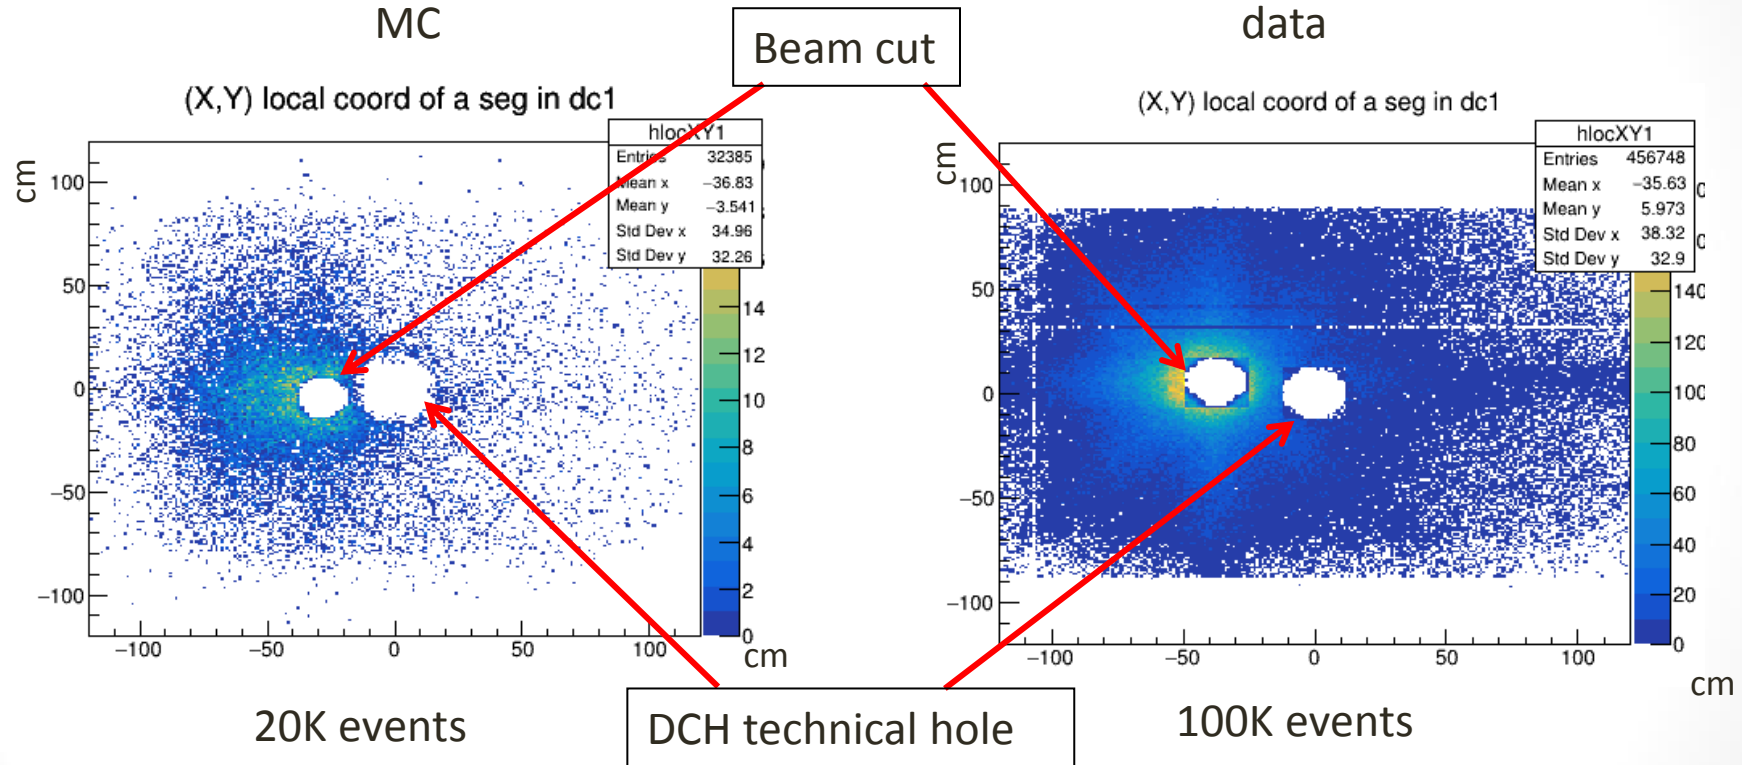 MC
Beam cut
data
(X,Y) local coord of a seg in dc1
hlocXY1
Entries 32385
Mean x −36.83
Mean y −3.541
Std Dev x 34.96
Std Dev y 32.26
cm
100
50
0
−50
−100
−100 −50 0 50 100
cm
14
12
10
8
6
4
2
0
20K events
(X,Y) local coord of a seg in dc1
hlocXY1
Entries 456748
Mean x −35.63
Mean y 5.973
Std Dev x 38.32
Std Dev y 32.9
cm
100
50
0
−50
−100
−100 −50 0 50 100
cm
140
120
100
80
60
40
20
0
DCH technical hole
100K events